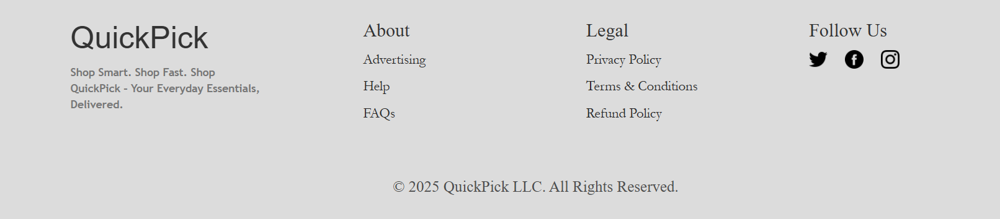 QuickPick
Shop Smart. Shop Fast. Shop
QuickPick - Your Everyday Essentials,
Delivered.
About
Advertising
Help
FAQs
Legal
Privacy Policy
Terms & Conditions
Refund Policy
Follow Us
© 2025 QuickPick LLC. All Rights Reserved.